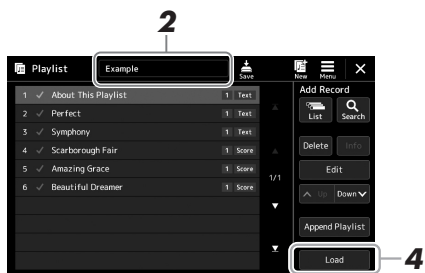 2
Playlist
Example
Save
New
Menu
Add Record
1 About This Playlist 1 Text
2 Perfect 1 Text
3 Symphony 1 Text
4 Scarborough Fair 1 Score
5 Amazing Grace 1 Score
6 Beautiful Dreamer 1 Score
1/1
List
Search
Delete
Info
Edit
Up
Down
Append Playlist
Load
4